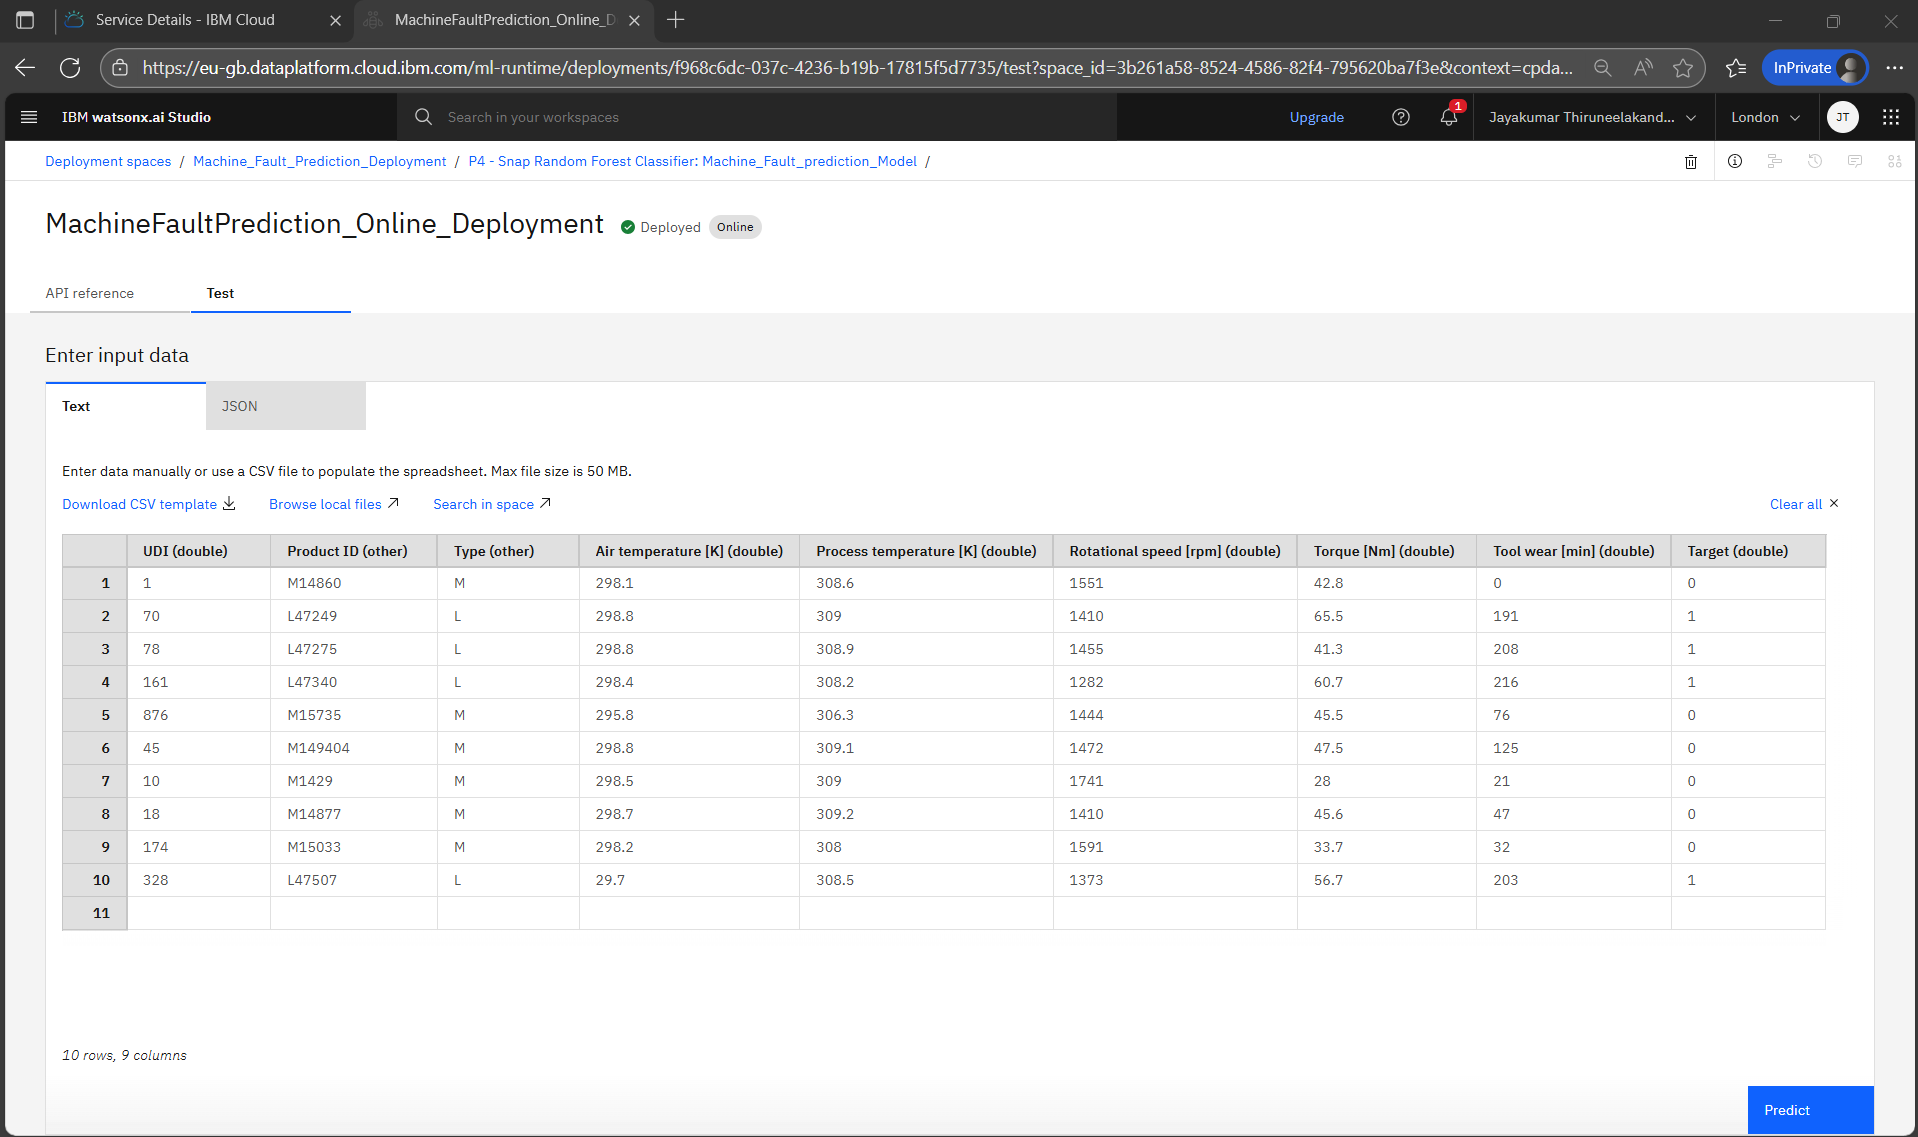 Service Details - IBM Cloud
MachineFaultPrediction_Online_D
https://eu-gb.dataplatform.cloud.ibm.com/ml-runtime/deployments/f968c6dc-037c-4236-b19b-17815f5d7735/test?space_id=3b261a58-8524-4586-82f4-795620ba7f3e&context=cpda...
InPrivate
IBM watsonx.ai Studio
Search in your workspaces
Upgrade
1
Jayakumar Thiruneelakand...
London
JT
Deployment spaces / Machine_Fault_Prediction_Deployment / P4 - Snap Random Forest Classifier: Machine_Fault_prediction_Model /
MachineFaultPrediction_Online_Deployment Deployed Online
API reference Test
Enter input data
Text JSON
Enter data manually or use a CSV file to populate the spreadsheet. Max file size is 50 MB.
Download CSV template Browse local files Search in space Clear all
UDI (double) Product ID (other) Type (other) Air temperature [K] (double) Process temperature [K] (double) Rotational speed [rpm] (double) Torque [Nm] (double) Tool wear [min] (double) Target (double)
1 1 M14860 M 298.1 308.6 1551 42.8 0 0
2 70 L47249 L 298.8 309 1410 65.5 191 1
3 78 L47275 L 298.8 308.9 1455 41.3 208 1
4 161 L47340 L 298.4 308.2 1282 60.7 216 1
5 876 M15735 M 295.8 306.3 1444 45.5 76 0
6 45 M149404 M 298.8 309.1 1472 47.5 125 0
7 10 M1429 M 298.5 309 1741 28 21 0
8 18 M14877 M 298.7 309.2 1410 45.6 47 0
9 174 M15033 M 298.2 308 1591 33.7 32 0
10 328 L47507 L 29.7 308.5 1373 56.7 203 1
11
10 rows, 9 columns
Predict